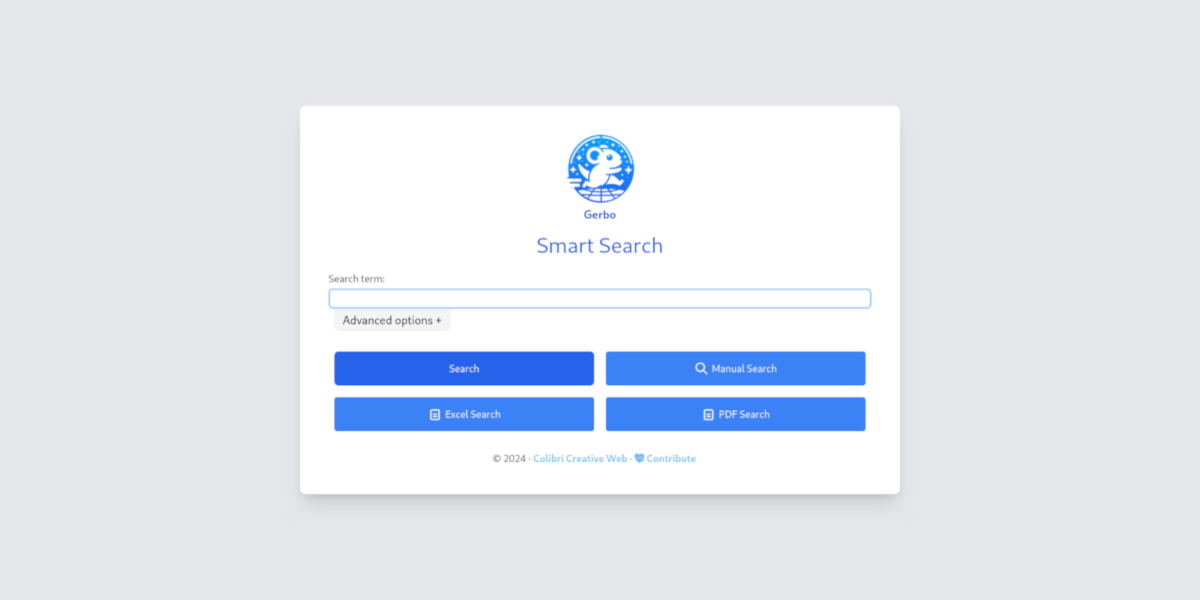 Gerbo
Smart Search
Search term:
Advanced options +
Search
Manual Search
Excel Search
PDF Search
© 2024 · Colibri Creative Web · Contribute